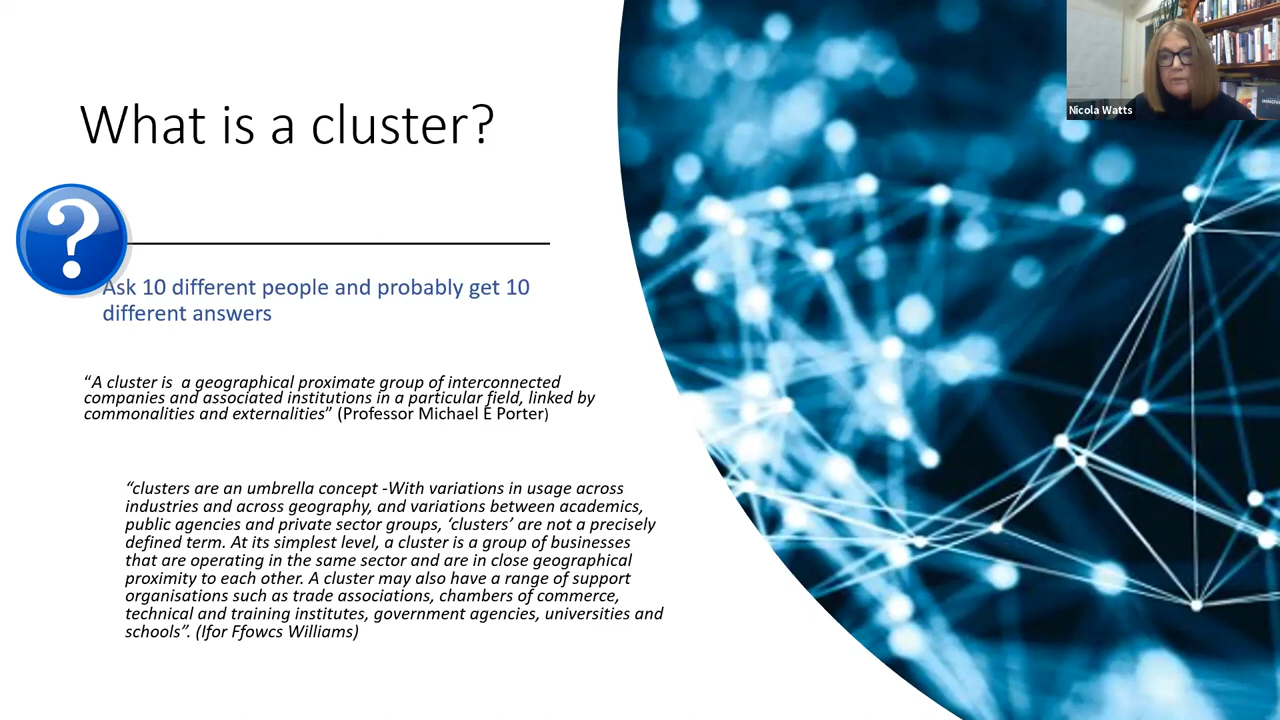 What is a cluster?
?
Ask 10 different people and probably get 10
different answers
“A cluster is  a geographical proximate group of interconnected
companies and associated institutions in a particular field, linked by
commonalities and externalities” (Professor Michael E Porter)
“clusters are an umbrella concept -With variations in usage across
industries and across geography, and variations between academics,
public agencies and private sector groups, ‘clusters’ are not a precisely
defined term. At its simplest level, a cluster is a group of businesses
that are operating in the same sector and are in close geographical
proximity to each other. A cluster may also have a range of support
organisations such as trade associations, chambers of commerce,
technical and training institutes, government agencies, universities and
schools”. (Ifor Ffowcs Williams)
Nicola Watts